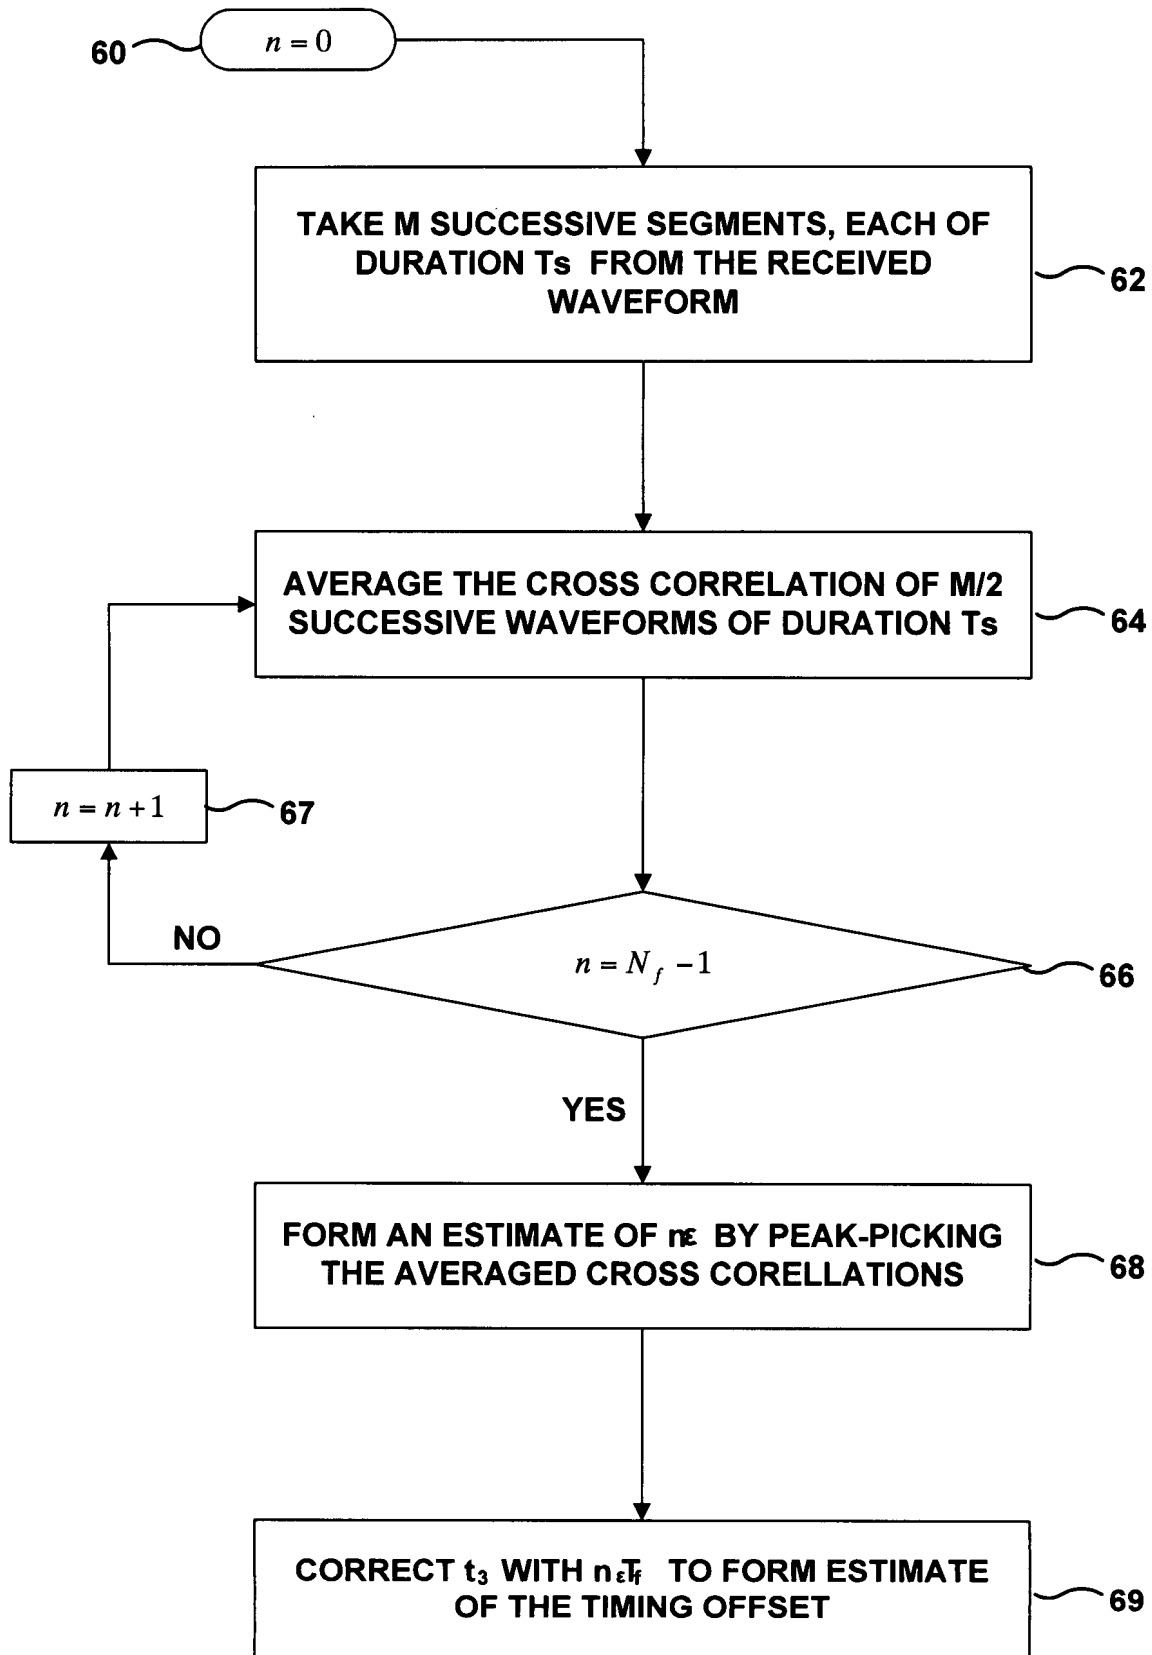 60
n = 0
TAKE M SUCCESSIVE SEGMENTS, EACH OF
DURATION Ts FROM THE RECEIVED
WAVEFORM
62
AVERAGE THE CROSS CORRELATION OF M/2
SUCCESSIVE WAVEFORMS OF DURATION Ts
64
n = n + 1
67
NO
n = N_f - 1
66
YES
FORM AN ESTIMATE OF nε BY PEAK-PICKING
THE AVERAGED CROSS CORELLATIONS
68
CORRECT t₃ WITH n_εT_f TO FORM ESTIMATE
OF THE TIMING OFFSET
69